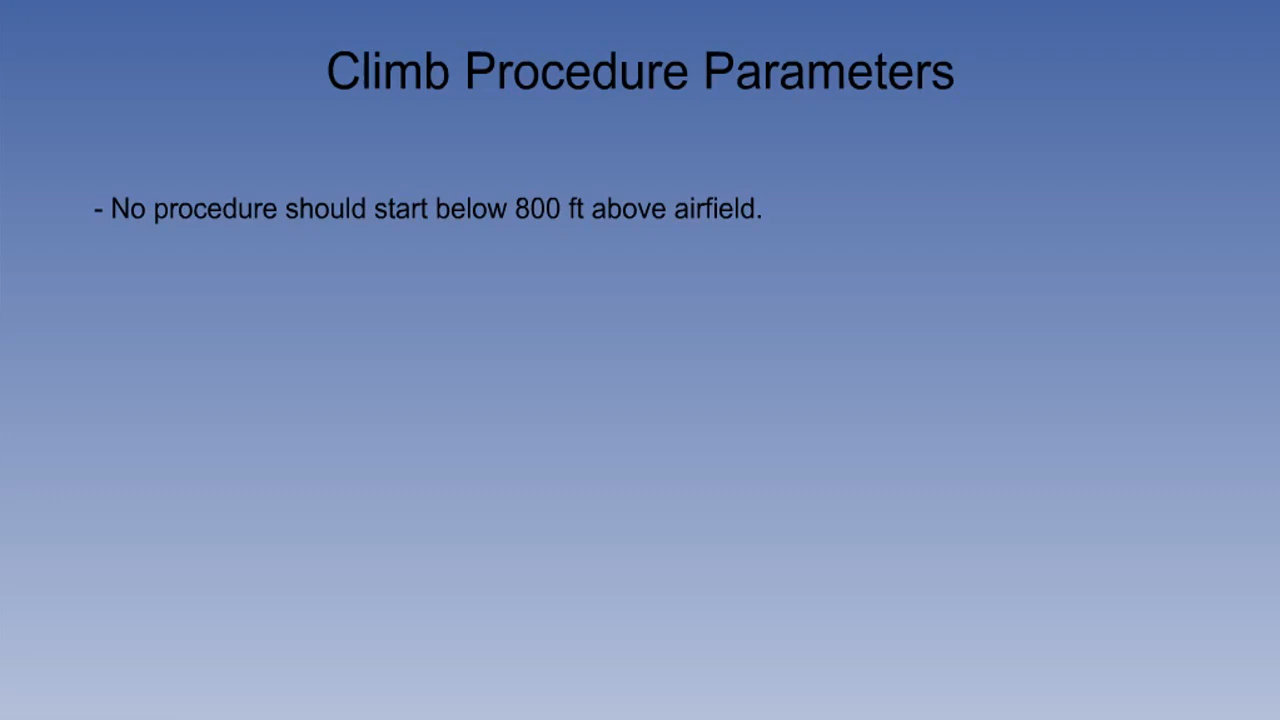 Climb Procedure Parameters
- No procedure should start below 800 ft above airfield.